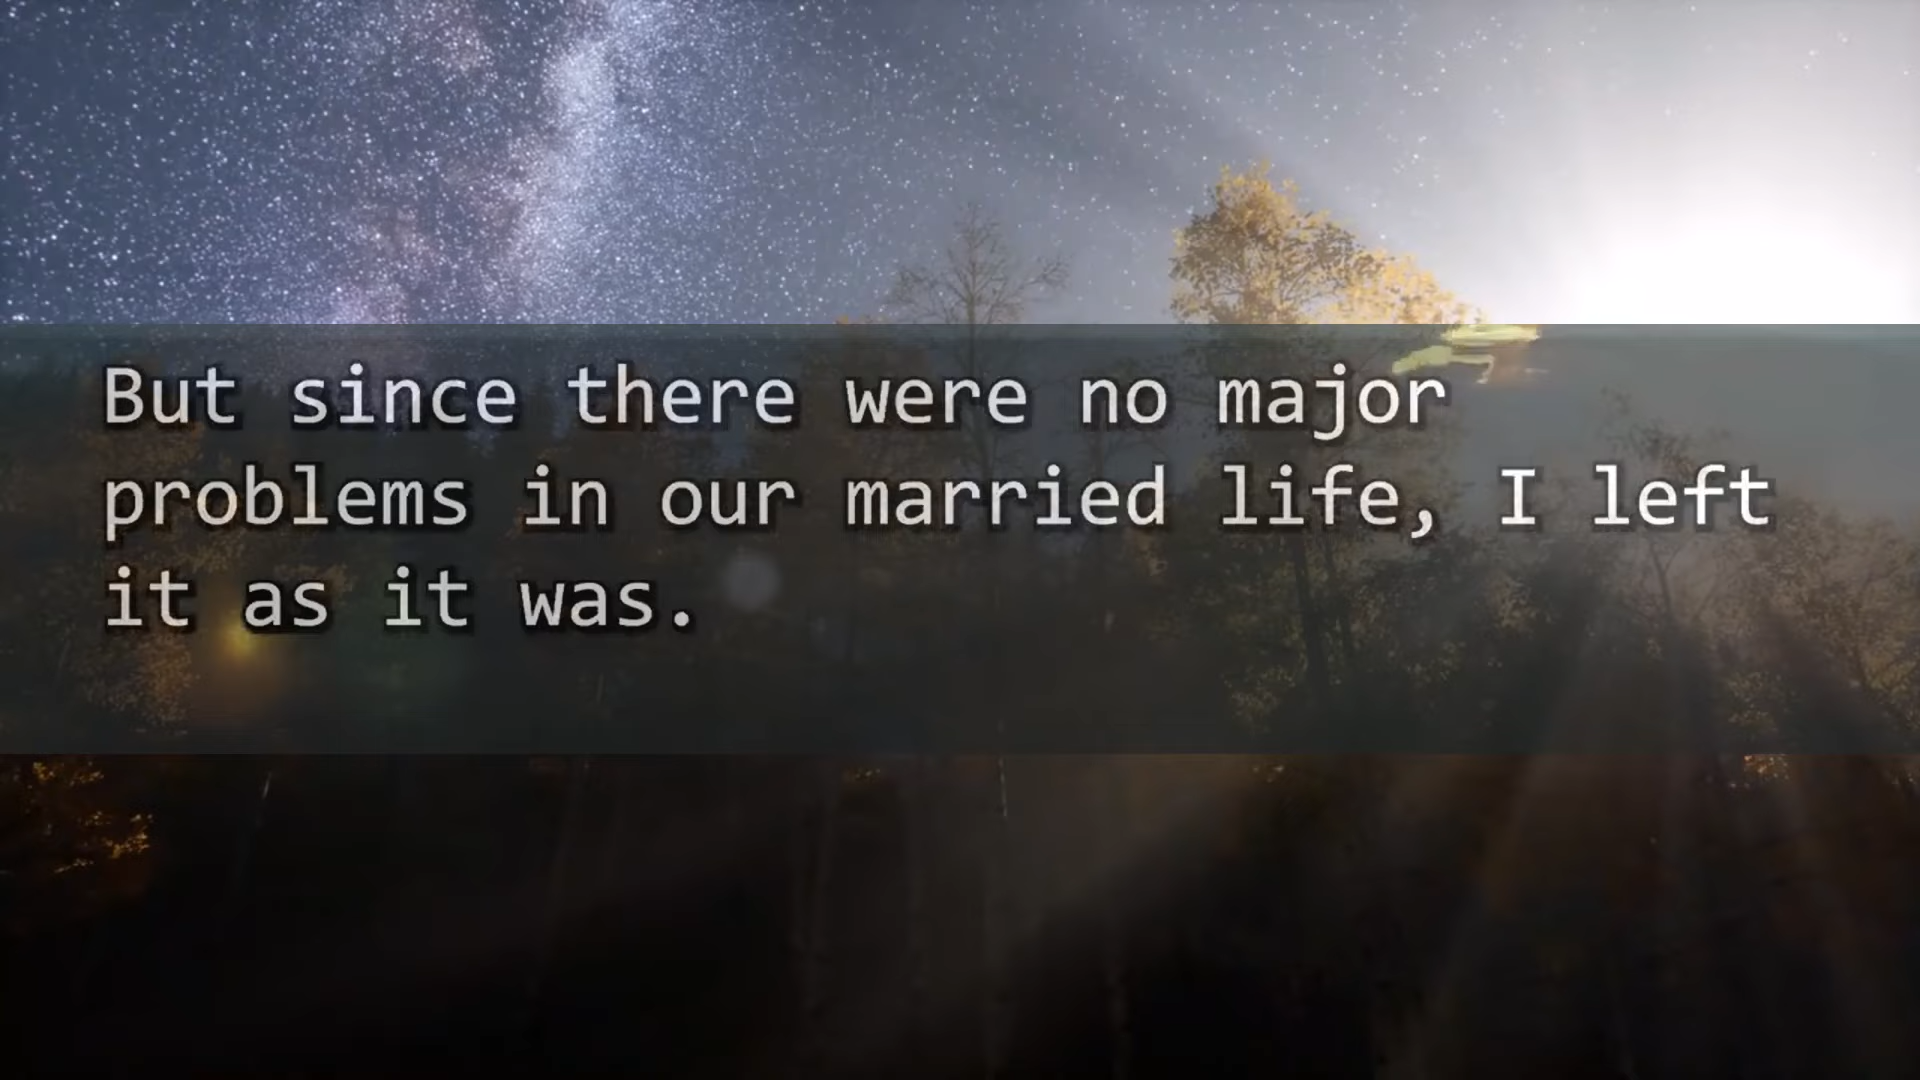 But since there were no major
problems in our married life, I left
it as it was.